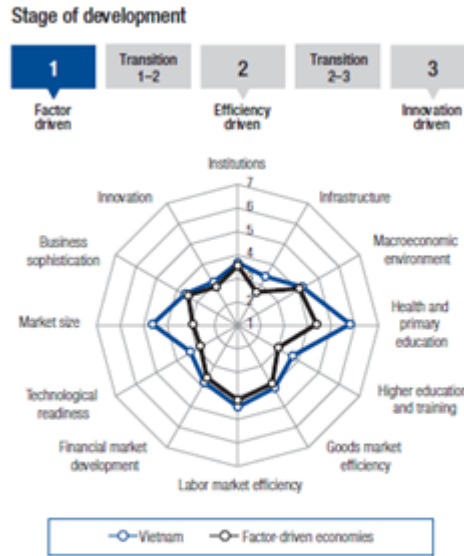 Stage of development
1
Transition
1–2
2
Transition
2–3
3
Factor
driven
Efficiency
driven
Innovation
driven
Institutions
7
6
5
4
2
1
Infrastructure
Macroeconomic
environment
Health and
primary
education
Higher education
and training
Goods market
efficiency
Labor market efficiency
Financial market
development
Technological
readiness
Market size
Business
sophistication
Innovation
Vietnam
Factor-driven economies